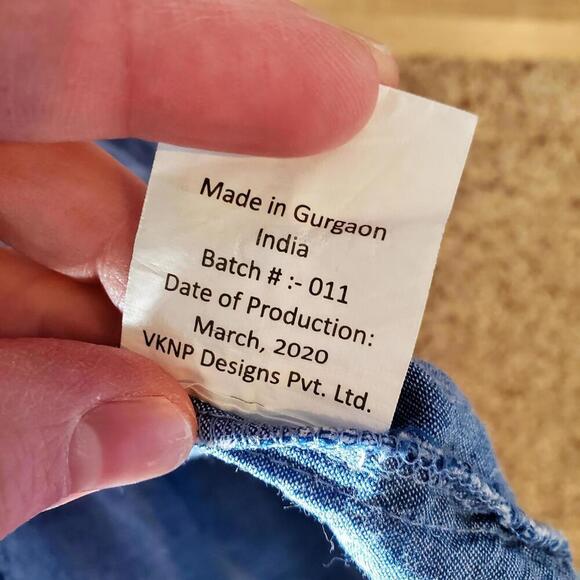 Made in Gurgaon
India
Batch # :- 011
Date of Production:
March, 2020
VKNP Designs Pvt. Ltd.